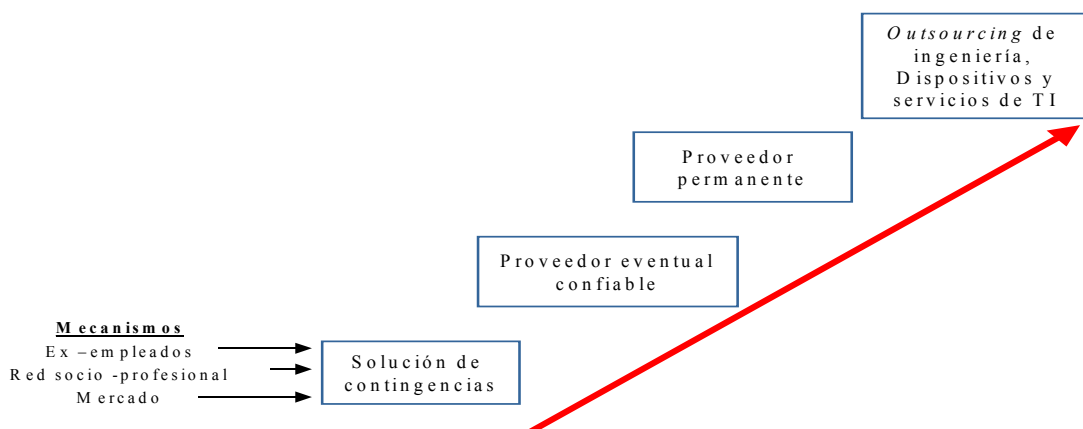 Outsourcing de
ingeniería,
Dispositivos y
servicios de TI
Proveedor
permanente
Proveedor eventual
confiable
Mecanismos
Ex –empleados
Red socio -profesional
Mercado
Solución de
contingencias